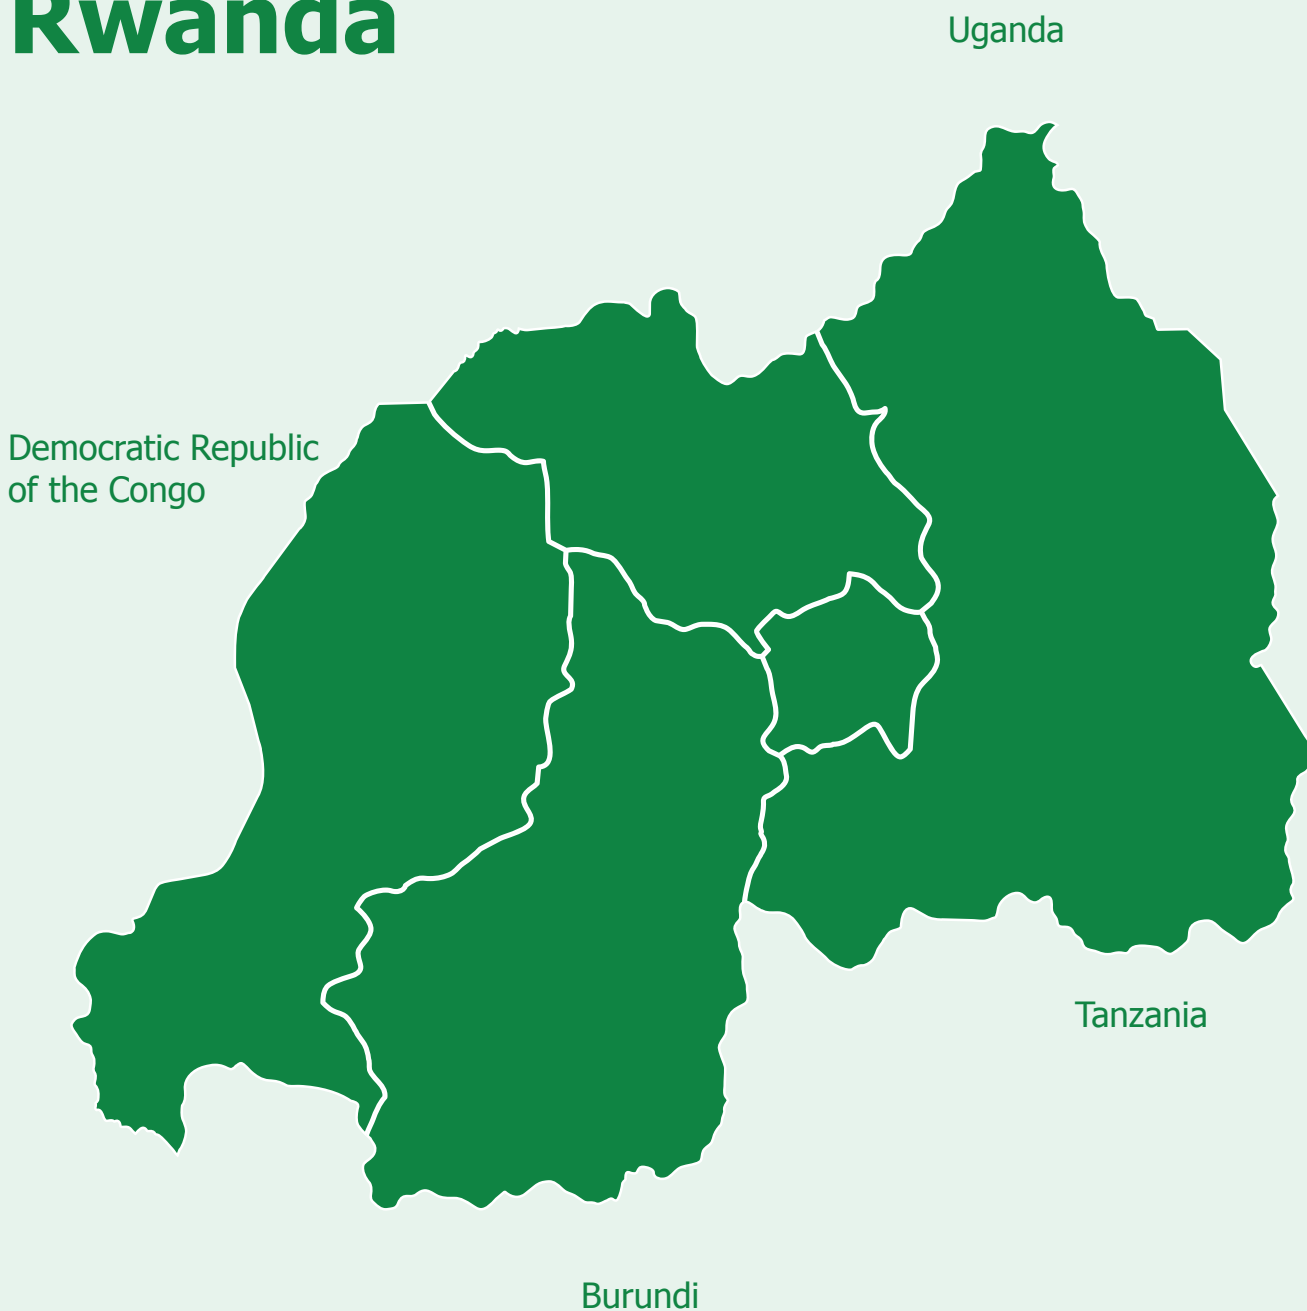 Rwanda
Uganda
Democratic Republic
of the Congo
Tanzania
Burundi